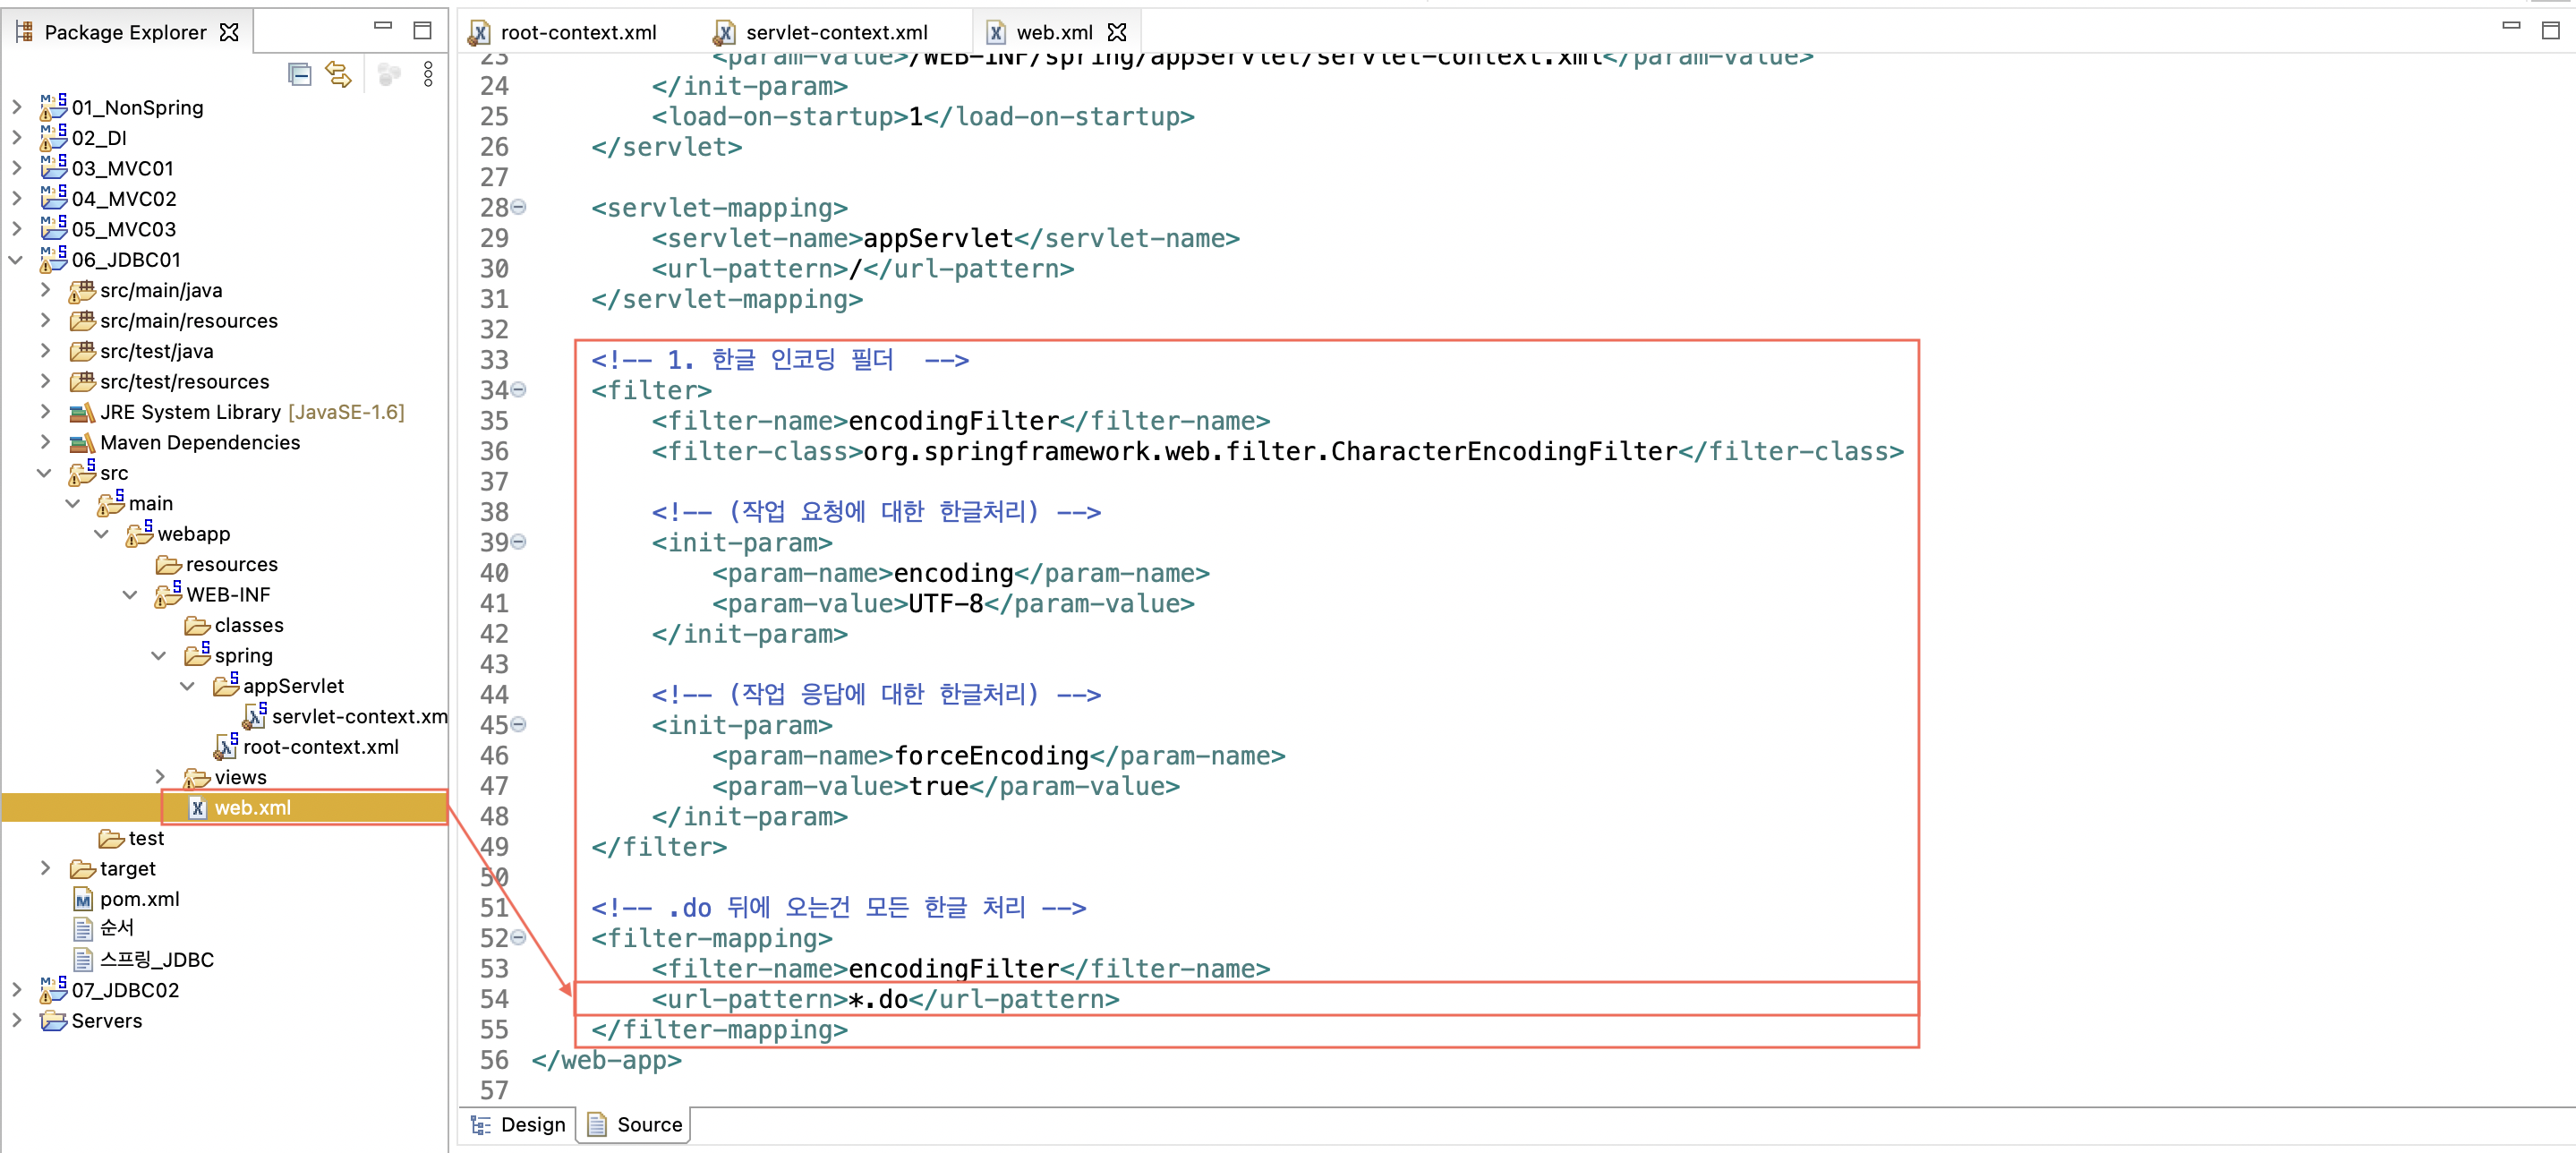 Package Explorer
01_NonSpring
02_DI
03_MVC01
04_MVC02
05_MVC03
06_JDBC01
src/main/java
src/main/resources
src/test/java
src/test/resources
JRE System Library [JavaSE-1.6]
Maven Dependencies
src
main
webapp
resources
WEB-INF
classes
spring
appServlet
servlet-context.xm
root-context.xml
views
web.xml
test
target
pom.xml
순서
스프링_JDBC
07_JDBC02
Servers
root-context.xml servlet-context.xml web.xml
23 <param-value>/WEB-INF/spring/appServlet/servlet-context.xml</param-value>
24 </init-param>
25 <load-on-startup>1</load-on-startup>
26 </servlet>
27
28 <servlet-mapping>
29 <servlet-name>appServlet</servlet-name>
30 <url-pattern>/</url-pattern>
31 </servlet-mapping>
32
33 <!-- 1. 한글 인코딩 필더  -->
34 <filter>
35 <filter-name>encodingFilter</filter-name>
36 <filter-class>org.springframework.web.filter.CharacterEncodingFilter</filter-class>
37
38 <!-- (작업 요청에 대한 한글처리) -->
39 <init-param>
40 <param-name>encoding</param-name>
41 <param-value>UTF-8</param-value>
42 </init-param>
43
44 <!-- (작업 응답에 대한 한글처리) -->
45 <init-param>
46 <param-name>forceEncoding</param-name>
47 <param-value>true</param-value>
48 </init-param>
49 </filter>
50
51 <!-- .do 뒤에 오는건 모든 한글 처리 -->
52 <filter-mapping>
53 <filter-name>encodingFilter</filter-name>
54 <url-pattern>*.do</url-pattern>
55 </filter-mapping>
56 </web-app>
57
Design Source